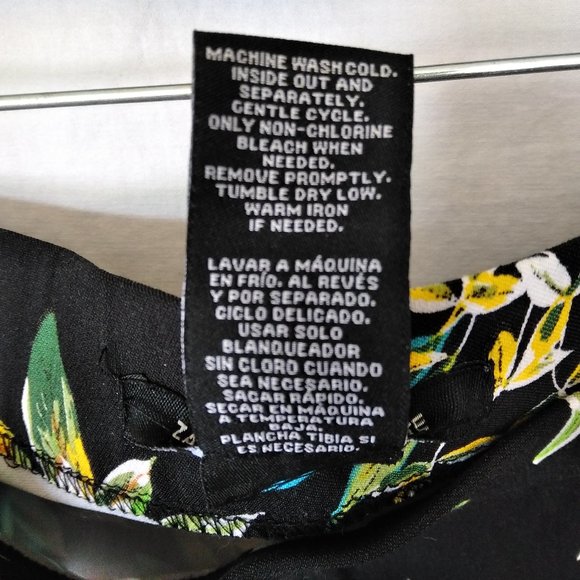 MACHINE WASH COLD.
INSIDE OUT AND
SEPARATELY.
GENTLE CYCLE.
ONLY NON-CHLORINE
BLEACH WHEN
NEEDED.
REMOVE PROMPTLY.
TUMBLE DRY LOW.
WARM IRON
IF NEEDED.
LAVAR A MÁQUINA
EN FRÍO. AL REVÉS
Y POR SEPARADO.
CICLO DELICADO.
USAR SOLO
BLANQUEADOR
SIN CLORO CUANDO
SEA NECESARIO.
SACAR RÁPIDO.
SECAR EN MÁQUINA
A TEMPERATURA
BAJA.
PLANCHA TIBIA SI
ES NECESARIO.